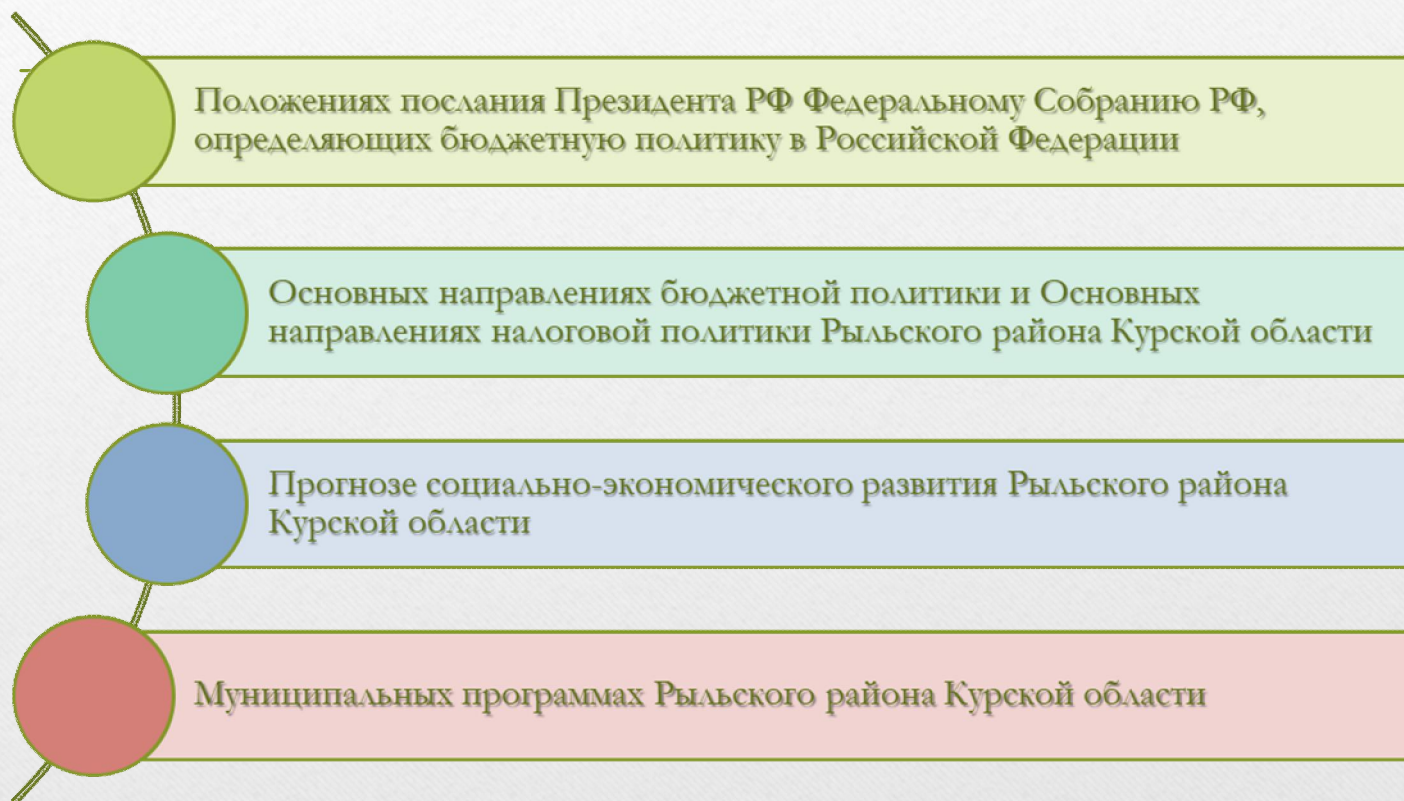 Положениях послания Президента РФ Федеральному Собранию РФ,
определяющих бюджетную политику в Российской Федерации
Основных направлениях бюджетной политики и Основных
направлениях налоговой политики Рыльского района Курской области
Прогнозе социально-экономического развития Рыльского района
Курской области
Муниципальных программах Рыльского района Курской области